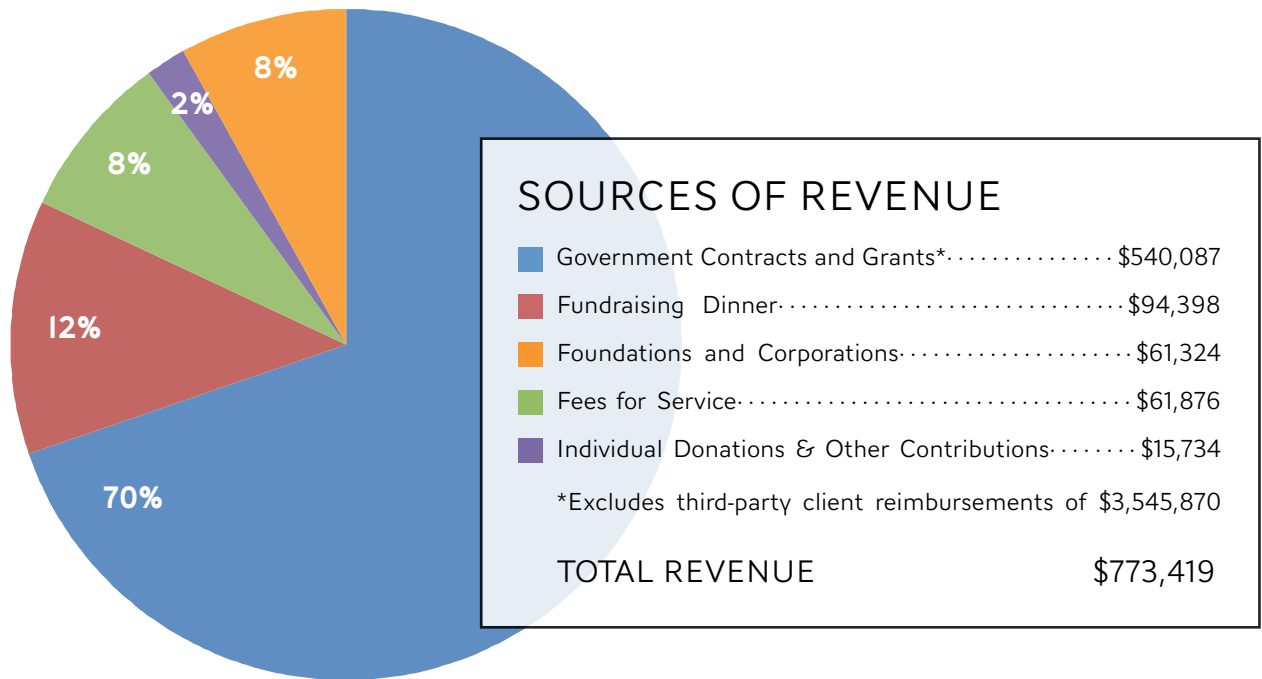 8%
2%
8%
12%
70%
SOURCES OF REVENUE
Government Contracts and Grants*··············· $540,087
Fundraising Dinner······························· $94,398
Foundations and Corporations····················· $61,324
Fees for Service··································· $61,876
Individual Donations & Other Contributions········ $15,734
*Excludes third-party client reimbursements of $3,545,870
TOTAL REVENUE $773,419